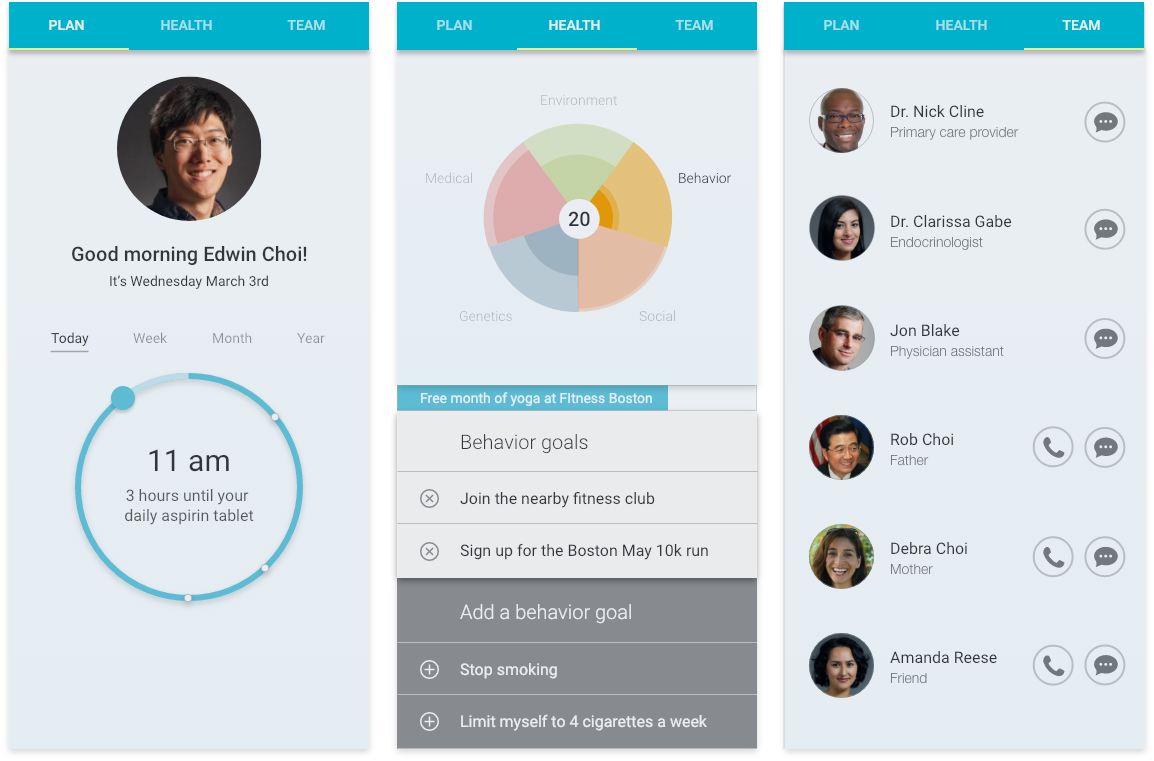 PLAN HEALTH TEAM
Good morning Edwin Choi!
It's Wednesday March 3rd
Today Week Month Year
11 am
3 hours until your
daily aspirin tablet
PLAN HEALTH TEAM
Environment
Medical
Behavior
20
Genetics
Social
Free month of yoga at FItness Boston
Behavior goals
Join the nearby fitness club
Sign up for the Boston May 10k run
Add a behavior goal
Stop smoking
Limit myself to 4 cigarettes a week
PLAN HEALTH TEAM
Dr. Nick Cline
Primary care provider
Dr. Clarissa Gabe
Endocrinologist
Jon Blake
Physician assistant
Rob Choi
Father
Debra Choi
Mother
Amanda Reese
Friend